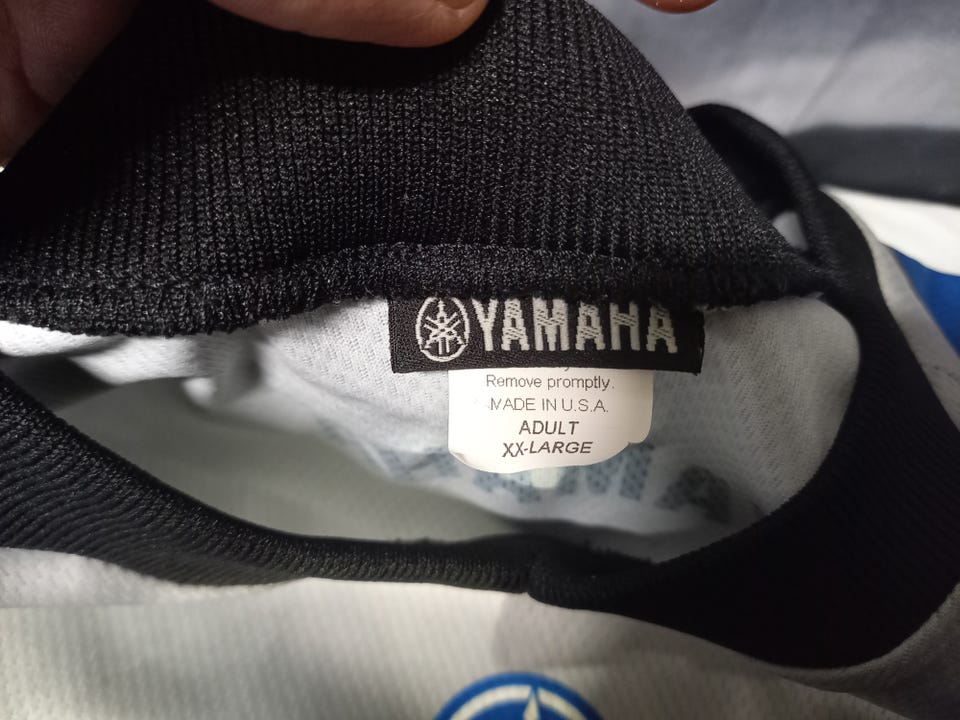 YAMAHA
Remove promptly.
MADE IN U.S.A.
ADULT
XX-LARGE